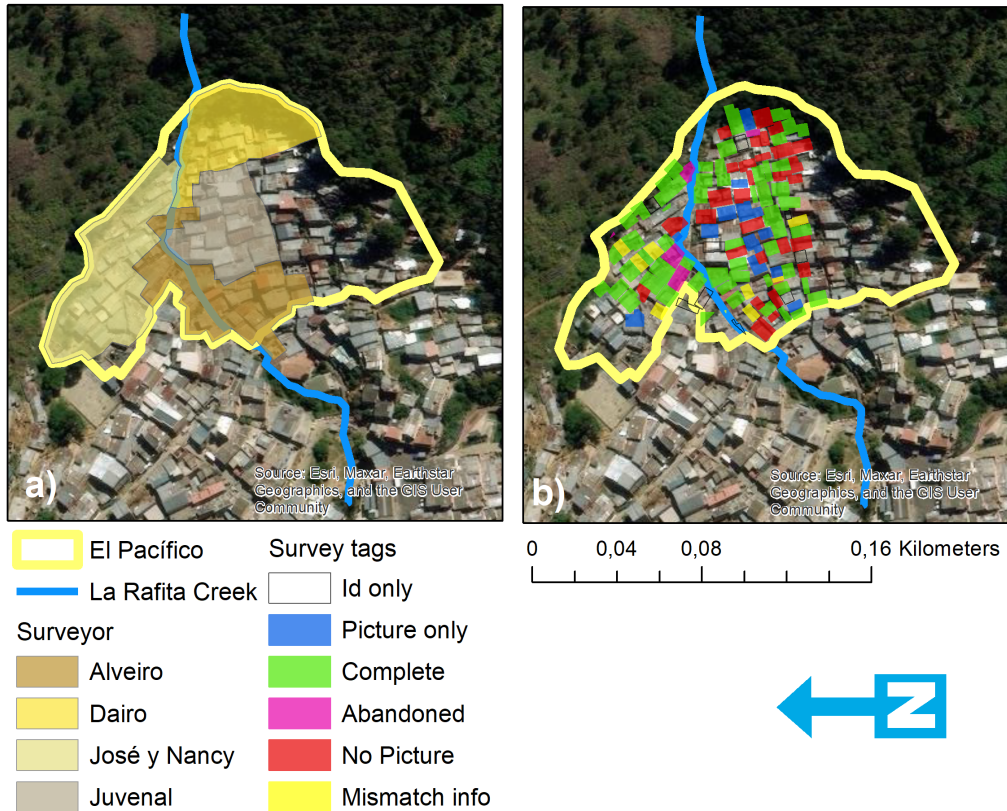 a)
Source: Esri, Maxar, Earthstar
Geographics, and the GIS User
Community
b)
Source: Esri, Maxar, Earthstar
Geographics, and the GIS User
Community
El Pacífico
La Rafita Creek
Surveyor
Alveiro
Dairo
José y Nancy
Juvenal
Survey tags
Id only
Picture only
Complete
Abandoned
No Picture
Mismatch info
0 0,04 0,08 0,16 Kilometers
N